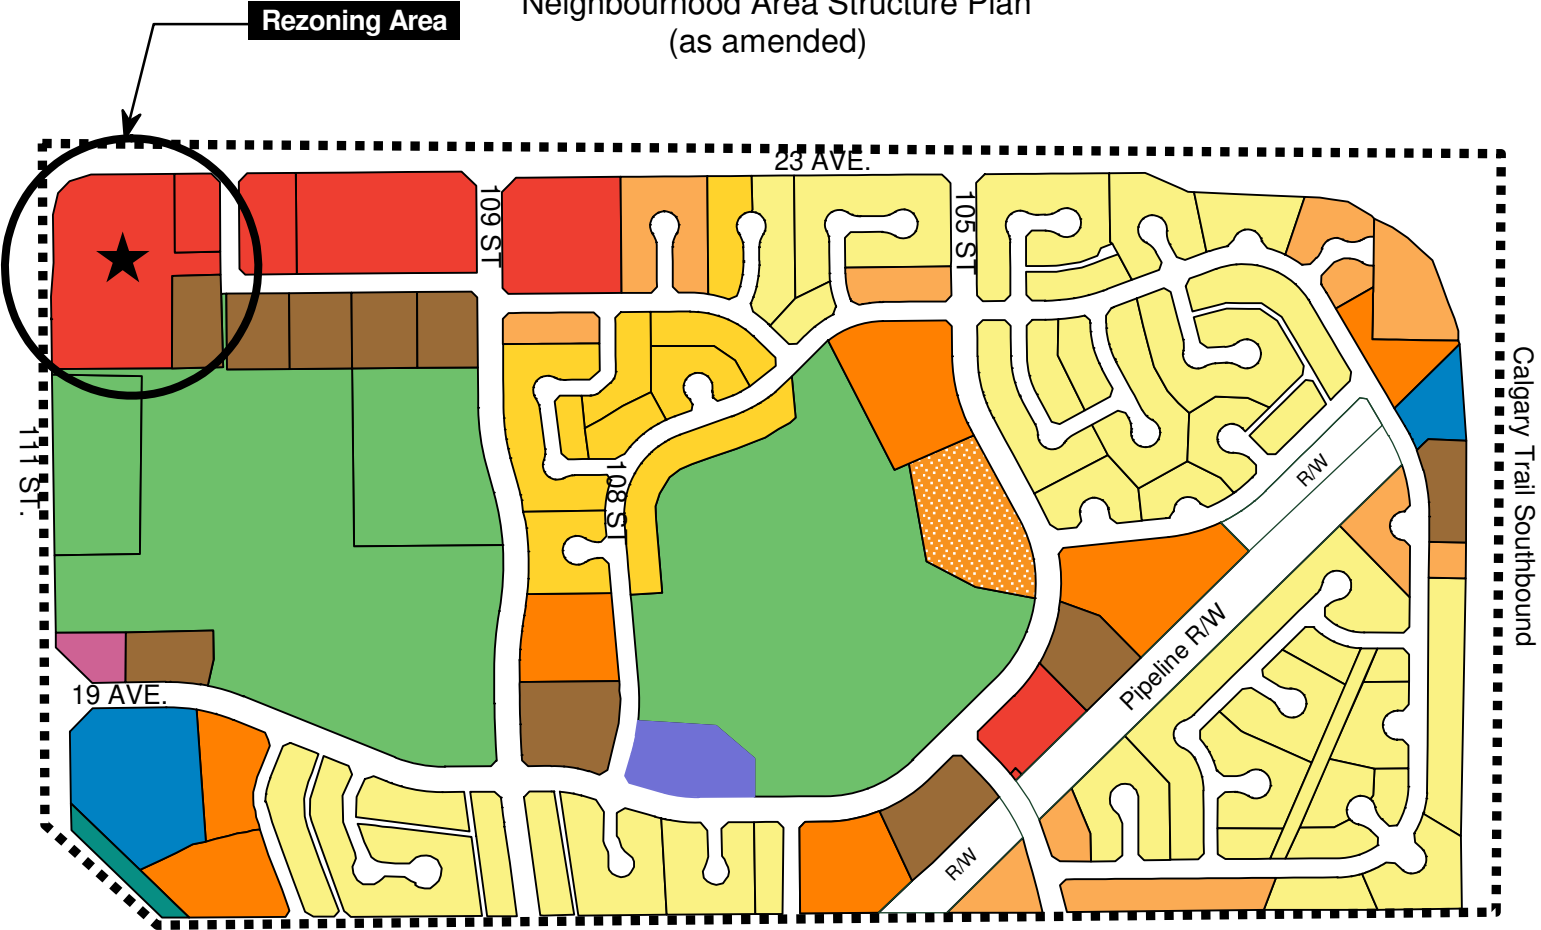 Neighbourhood Area Structure Plan
(as amended)
Rezoning Area
23 AVE.
109 ST
105 ST
111 ST.
108 ST
Calgary Trail Southbound
R/W
Pipeline R/W
19 AVE.
R/W